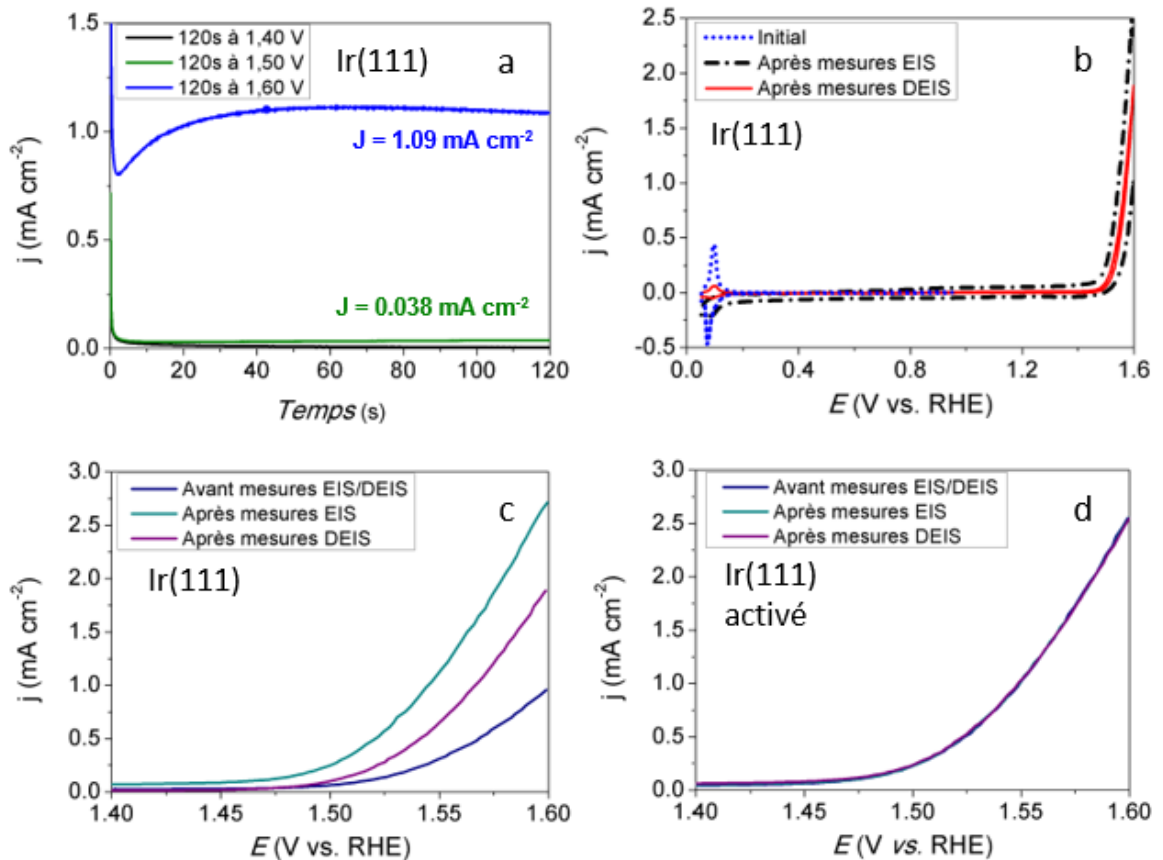 1.5
120s à 1,40 V
120s à 1,50 V
120s à 1,60 V
Ir(111)
a
1.0
J = 1.09 mA cm-2
0.5
J = 0.038 mA cm-2
0.0
0 20 40 60 80 100 120
j (mA cm-2)
Temps (s)
2.5
Initial
Après mesures EIS
Après mesures DEIS
b
Ir(111)
2.0
1.5
1.0
0.5
0.0
-0.5
0.0 0.4 0.8 1.2 1.6
j (mA cm-2)
E (V vs. RHE)
3.0
Avant mesures EIS/DEIS
Après mesures EIS
Après mesures DEIS
c
Ir(111)
2.5
2.0
1.5
1.0
0.5
0.0
1.40 1.45 1.50 1.55 1.60
j (mA cm-2)
E (V vs. RHE)
3.0
Avant mesures EIS/DEIS
Après mesures EIS
Après mesures DEIS
d
Ir(111)
activé
2.5
2.0
1.5
1.0
0.5
0.0
1.40 1.45 1.50 1.55 1.60
j (mA cm-2)
E (V vs. RHE)